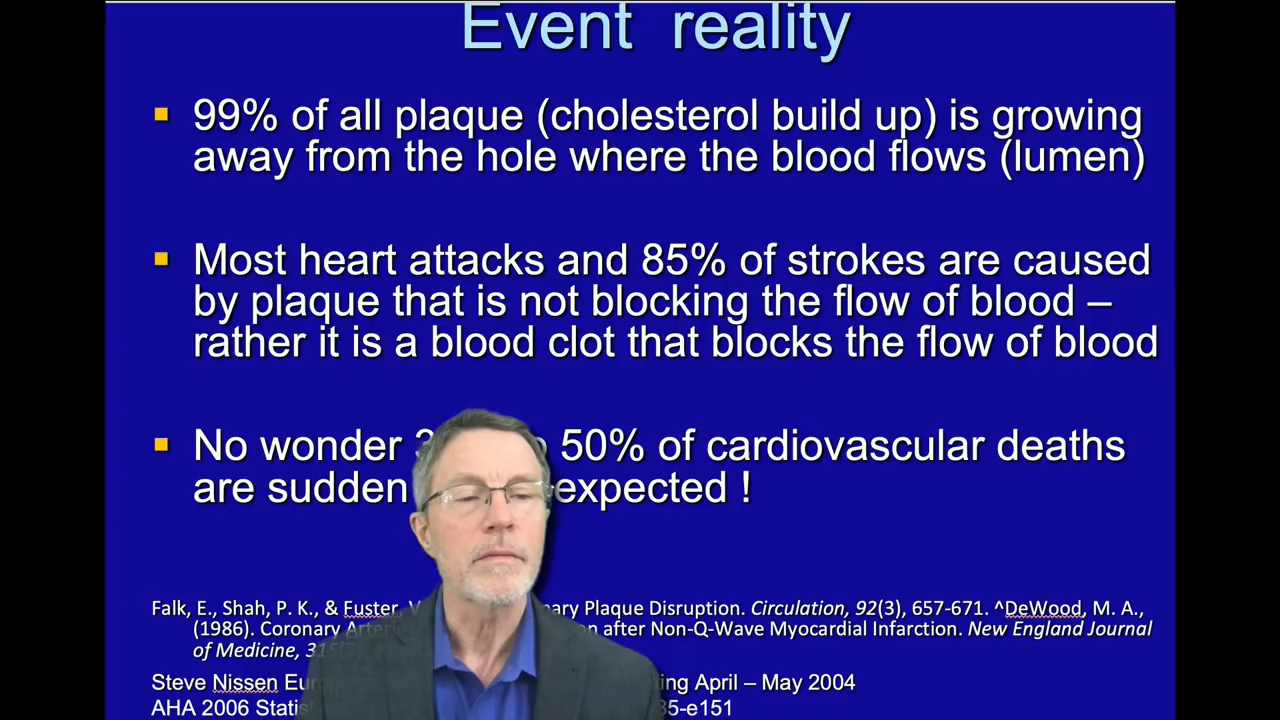 Event reality
99% of all plaque (cholesterol build up) is growing
away from the hole where the blood flows (lumen)
Most heart attacks and 85% of strokes are caused
by plaque that is not blocking the flow of blood –
rather it is a blood clot that blocks the flow of blood
No wonder 50% of cardiovascular deaths
are sudden expected !
Falk, E., Shah, P. K., & Fuster, Plaque Disruption. Circulation, 92(3), 657-671. ^DeWood, M. A.,
(1986). Coronary after Non-Q-Wave Myocardial Infarction. New England Journal
of Medicine,
Steve Nissen April – May 2004
AHA 2006